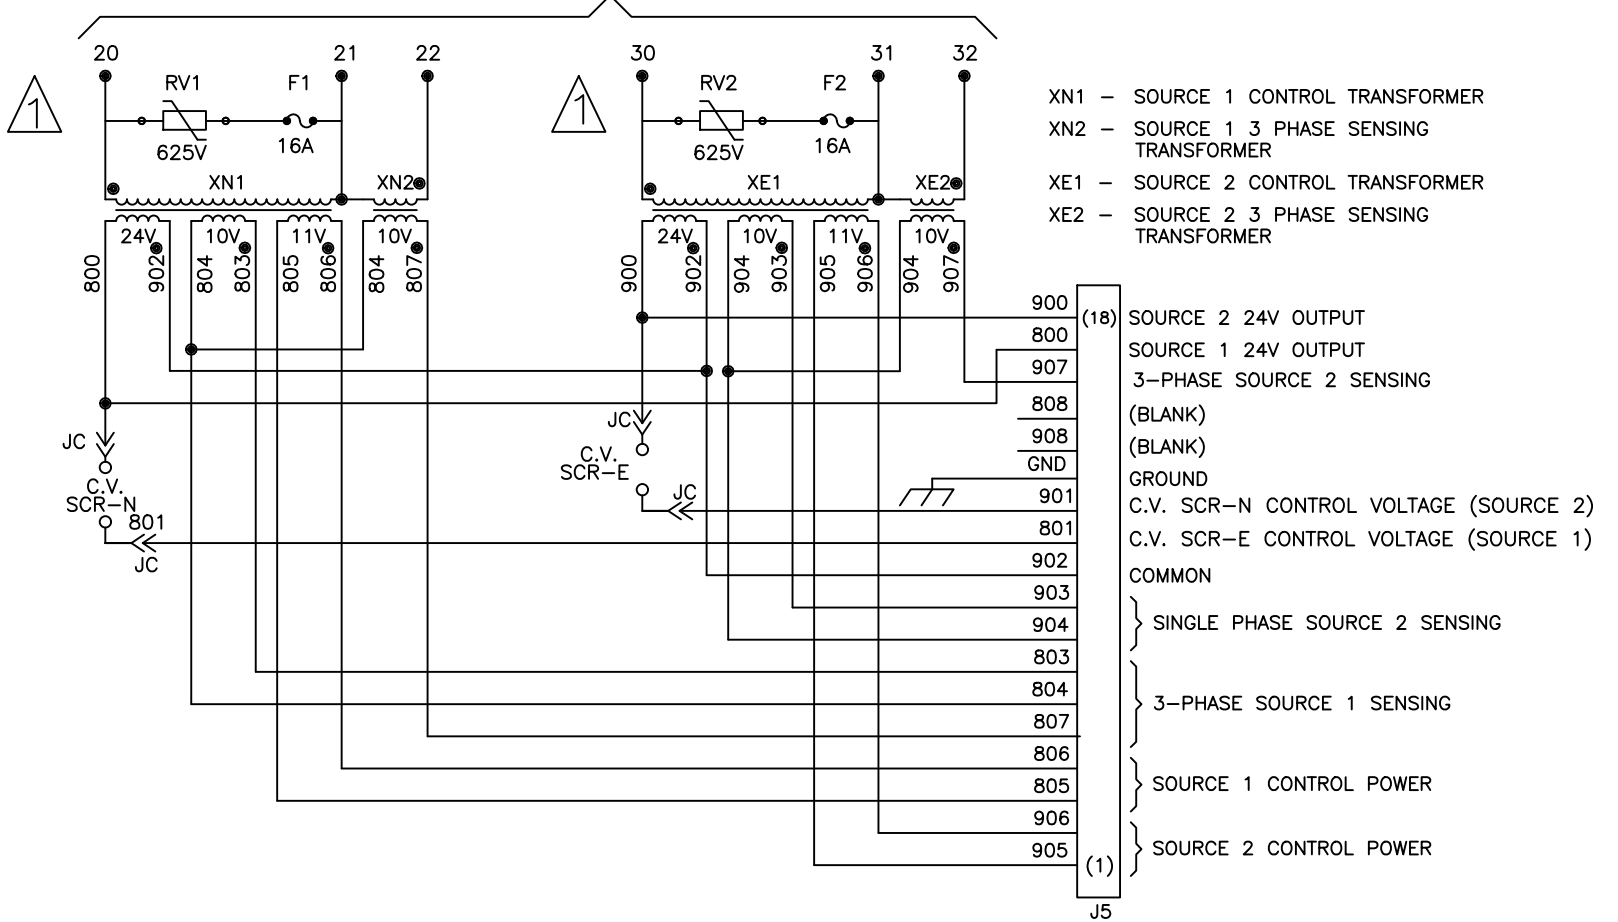 20 21 22 30 31 32
1 RV1 F1 1 RV2 F2
625V 16A 625V 16A
XN1 XN2 XE1 XE2
24V 10V 11V 10V 24V 10V 11V 10V
800 902 804 803 805 806 804 807 900 902 904 903 905 906 904 907
XN1 – SOURCE 1 CONTROL TRANSFORMER
XN2 – SOURCE 1 3 PHASE SENSING
TRANSFORMER
XE1 – SOURCE 2 CONTROL TRANSFORMER
XE2 – SOURCE 2 3 PHASE SENSING
TRANSFORMER
JC
C.V.
SCR–N
801
JC
JC
C.V.
SCR–E
JC
900 (18) SOURCE 2 24V OUTPUT
800 SOURCE 1 24V OUTPUT
907 3–PHASE SOURCE 2 SENSING
808 (BLANK)
908 (BLANK)
GND GROUND
901 C.V. SCR–N CONTROL VOLTAGE (SOURCE 2)
801 C.V. SCR–E CONTROL VOLTAGE (SOURCE 1)
902 COMMON
903
904 SINGLE PHASE SOURCE 2 SENSING
803
804 3–PHASE SOURCE 1 SENSING
807
806
805 SOURCE 1 CONTROL POWER
906
905 (1) SOURCE 2 CONTROL POWER
J5